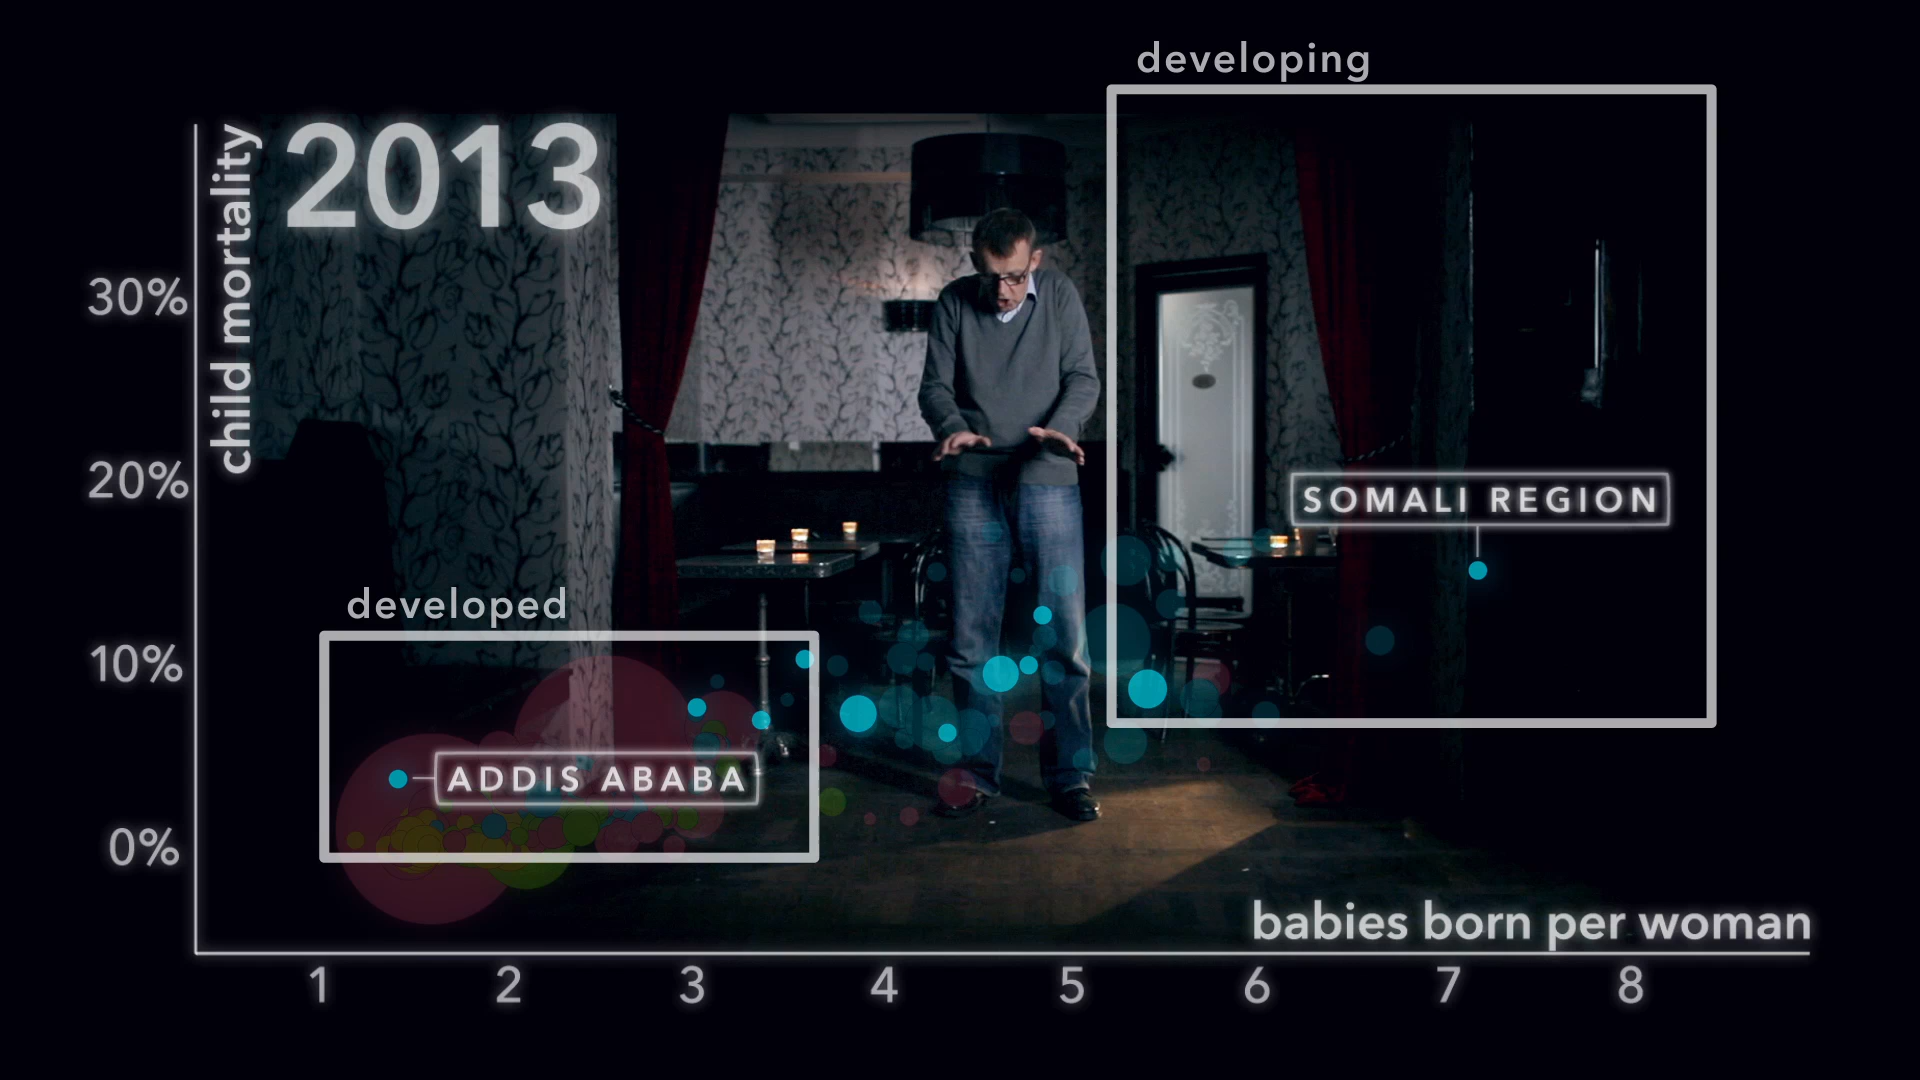 developing
2013
child mortality
30%
20%
10%
0%
SOMALI REGION
developed
ADDIS ABABA
babies born per woman
1 2 3 4 5 6 7 8